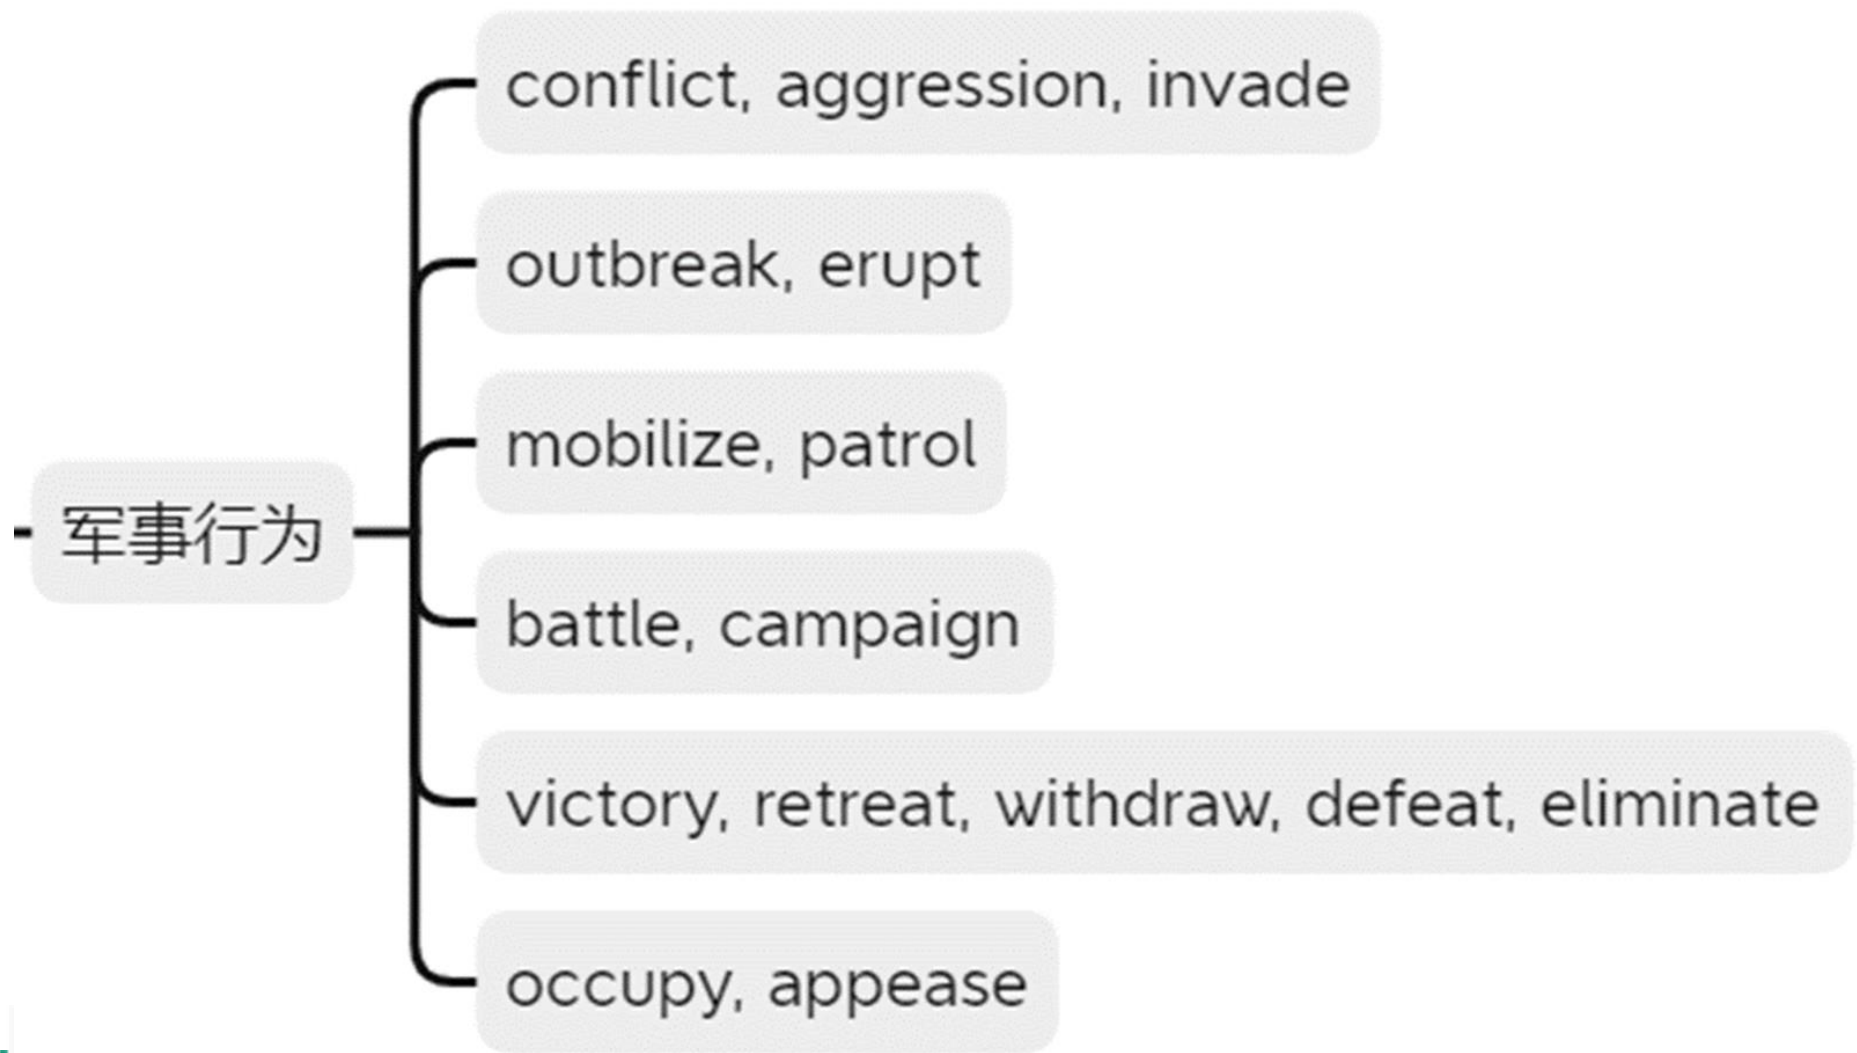 conflict, aggression, invade
outbreak, erupt
mobilize, patrol
军事行为
battle, campaign
victory, retreat, withdraw, defeat, eliminate
occupy, appease